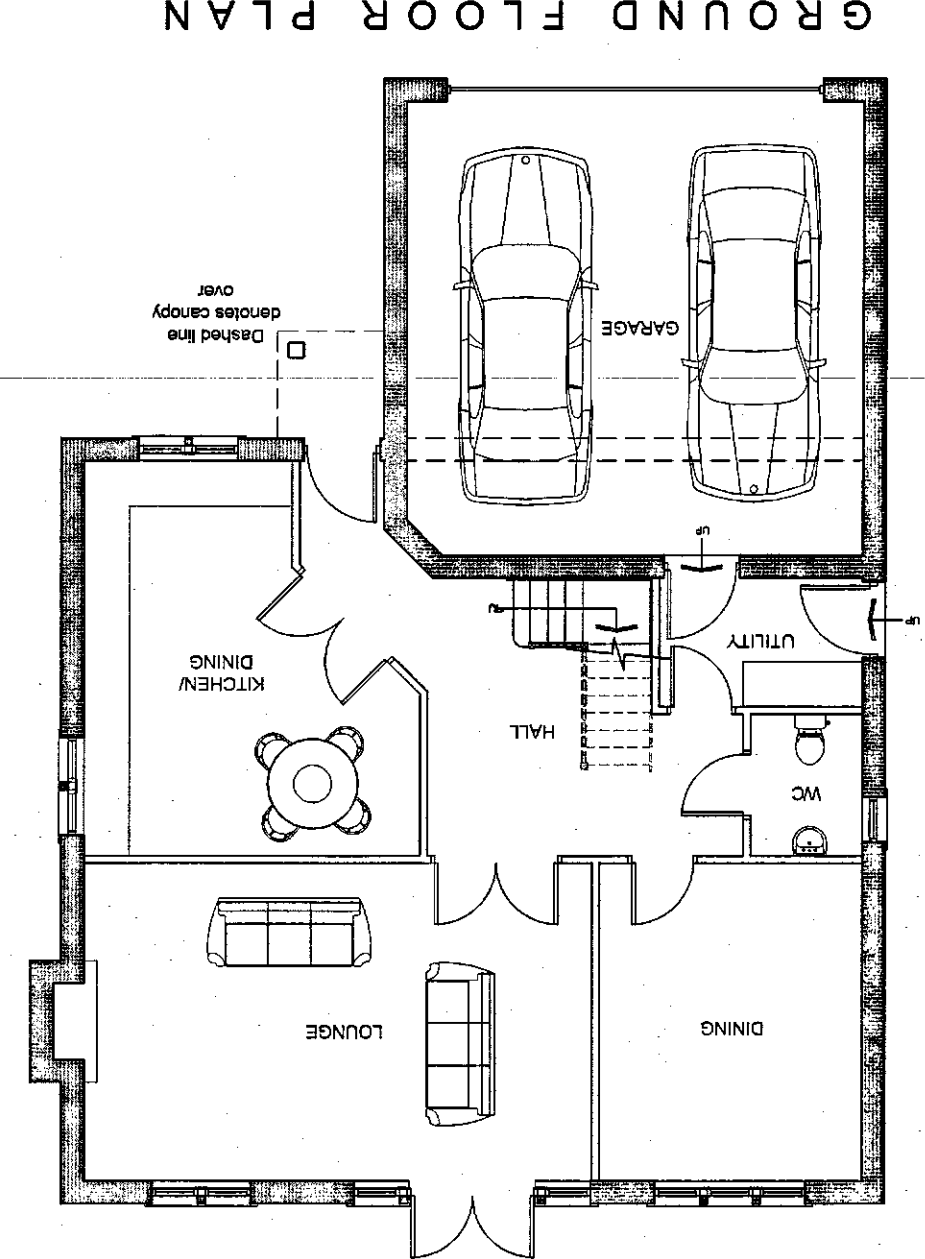 DINING
LOUNGE
WC
HALL
KITCHEN/
DINING
UTILITY
UP
UP
UP
GARAGE
Dashed line
denotes canopy
over
GROUND FLOOR PLAN